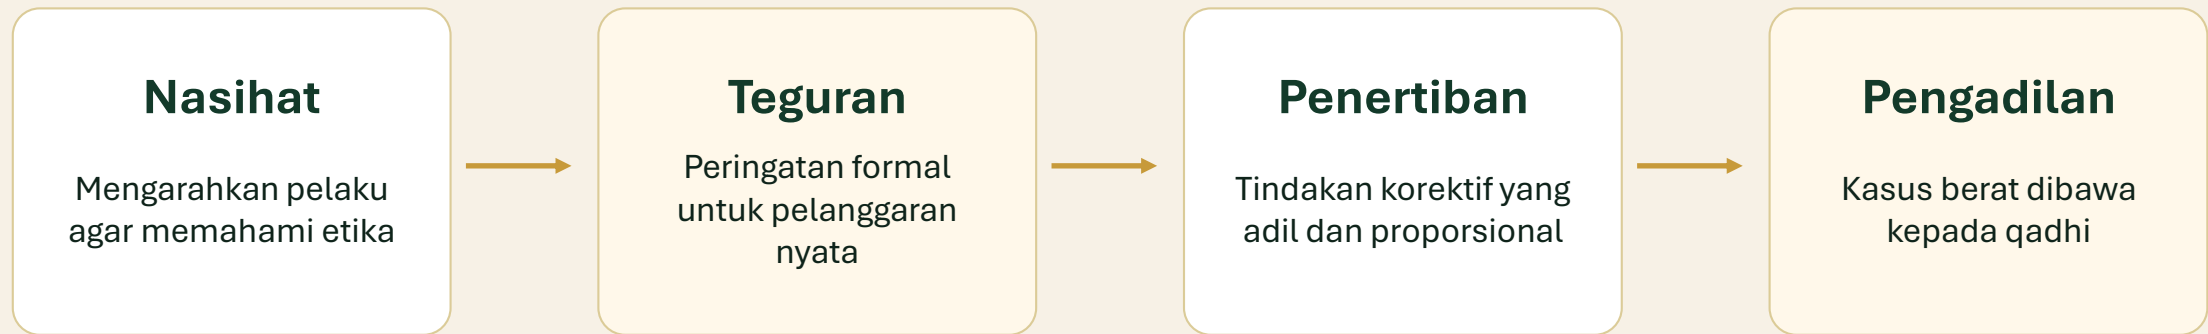 Nasihat
Mengarahkan pelaku
agar memahami etika
Teguran
Peringatan formal
untuk pelanggaran
nyata
Penertiban
Tindakan korektif yang
adil dan proporsional
Pengadilan
Kasus berat dibawa
kepada qadhi